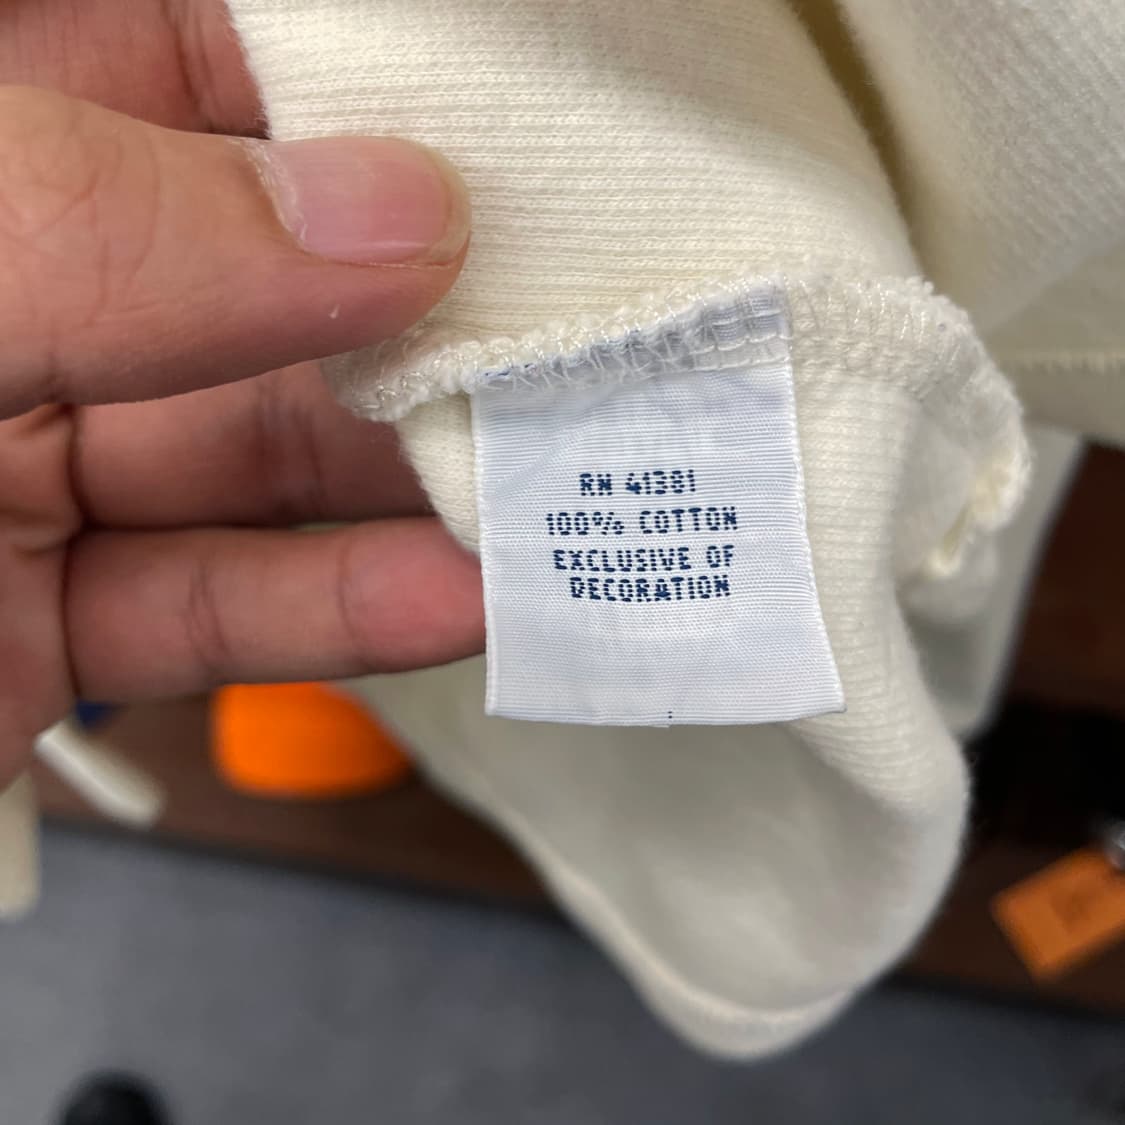 RN 41381
100% COTTON
EXCLUSIVE OF
DECORATION